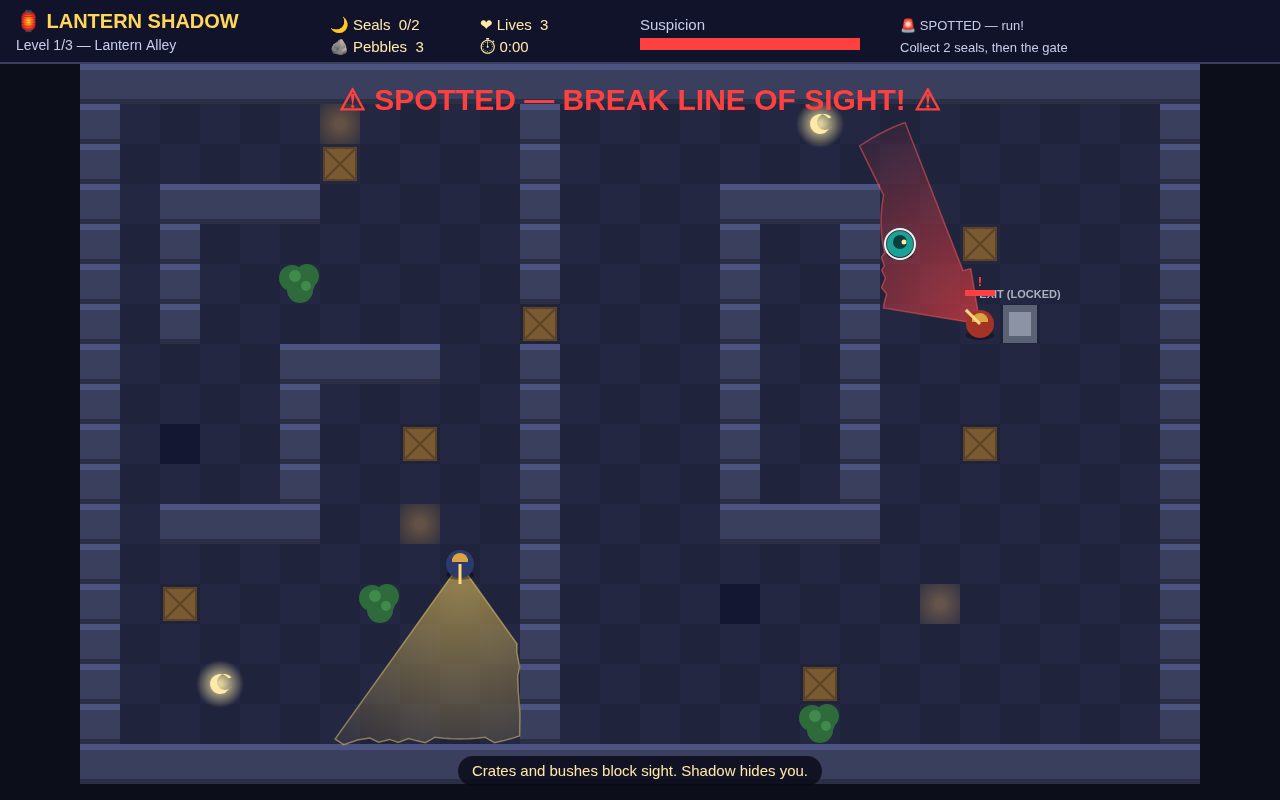 🏮 LANTERN SHADOW
Level 1/3 — Lantern Alley
🌙 Seals 0/2
🪨 Pebbles 3
❤ Lives 3
⏱ 0:00
Suspicion
🚨 SPOTTED — run!
Collect 2 seals, then the gate
⚠ SPOTTED — BREAK LINE OF SIGHT! ⚠
!
EXIT (LOCKED)
Crates and bushes block sight. Shadow hides you.